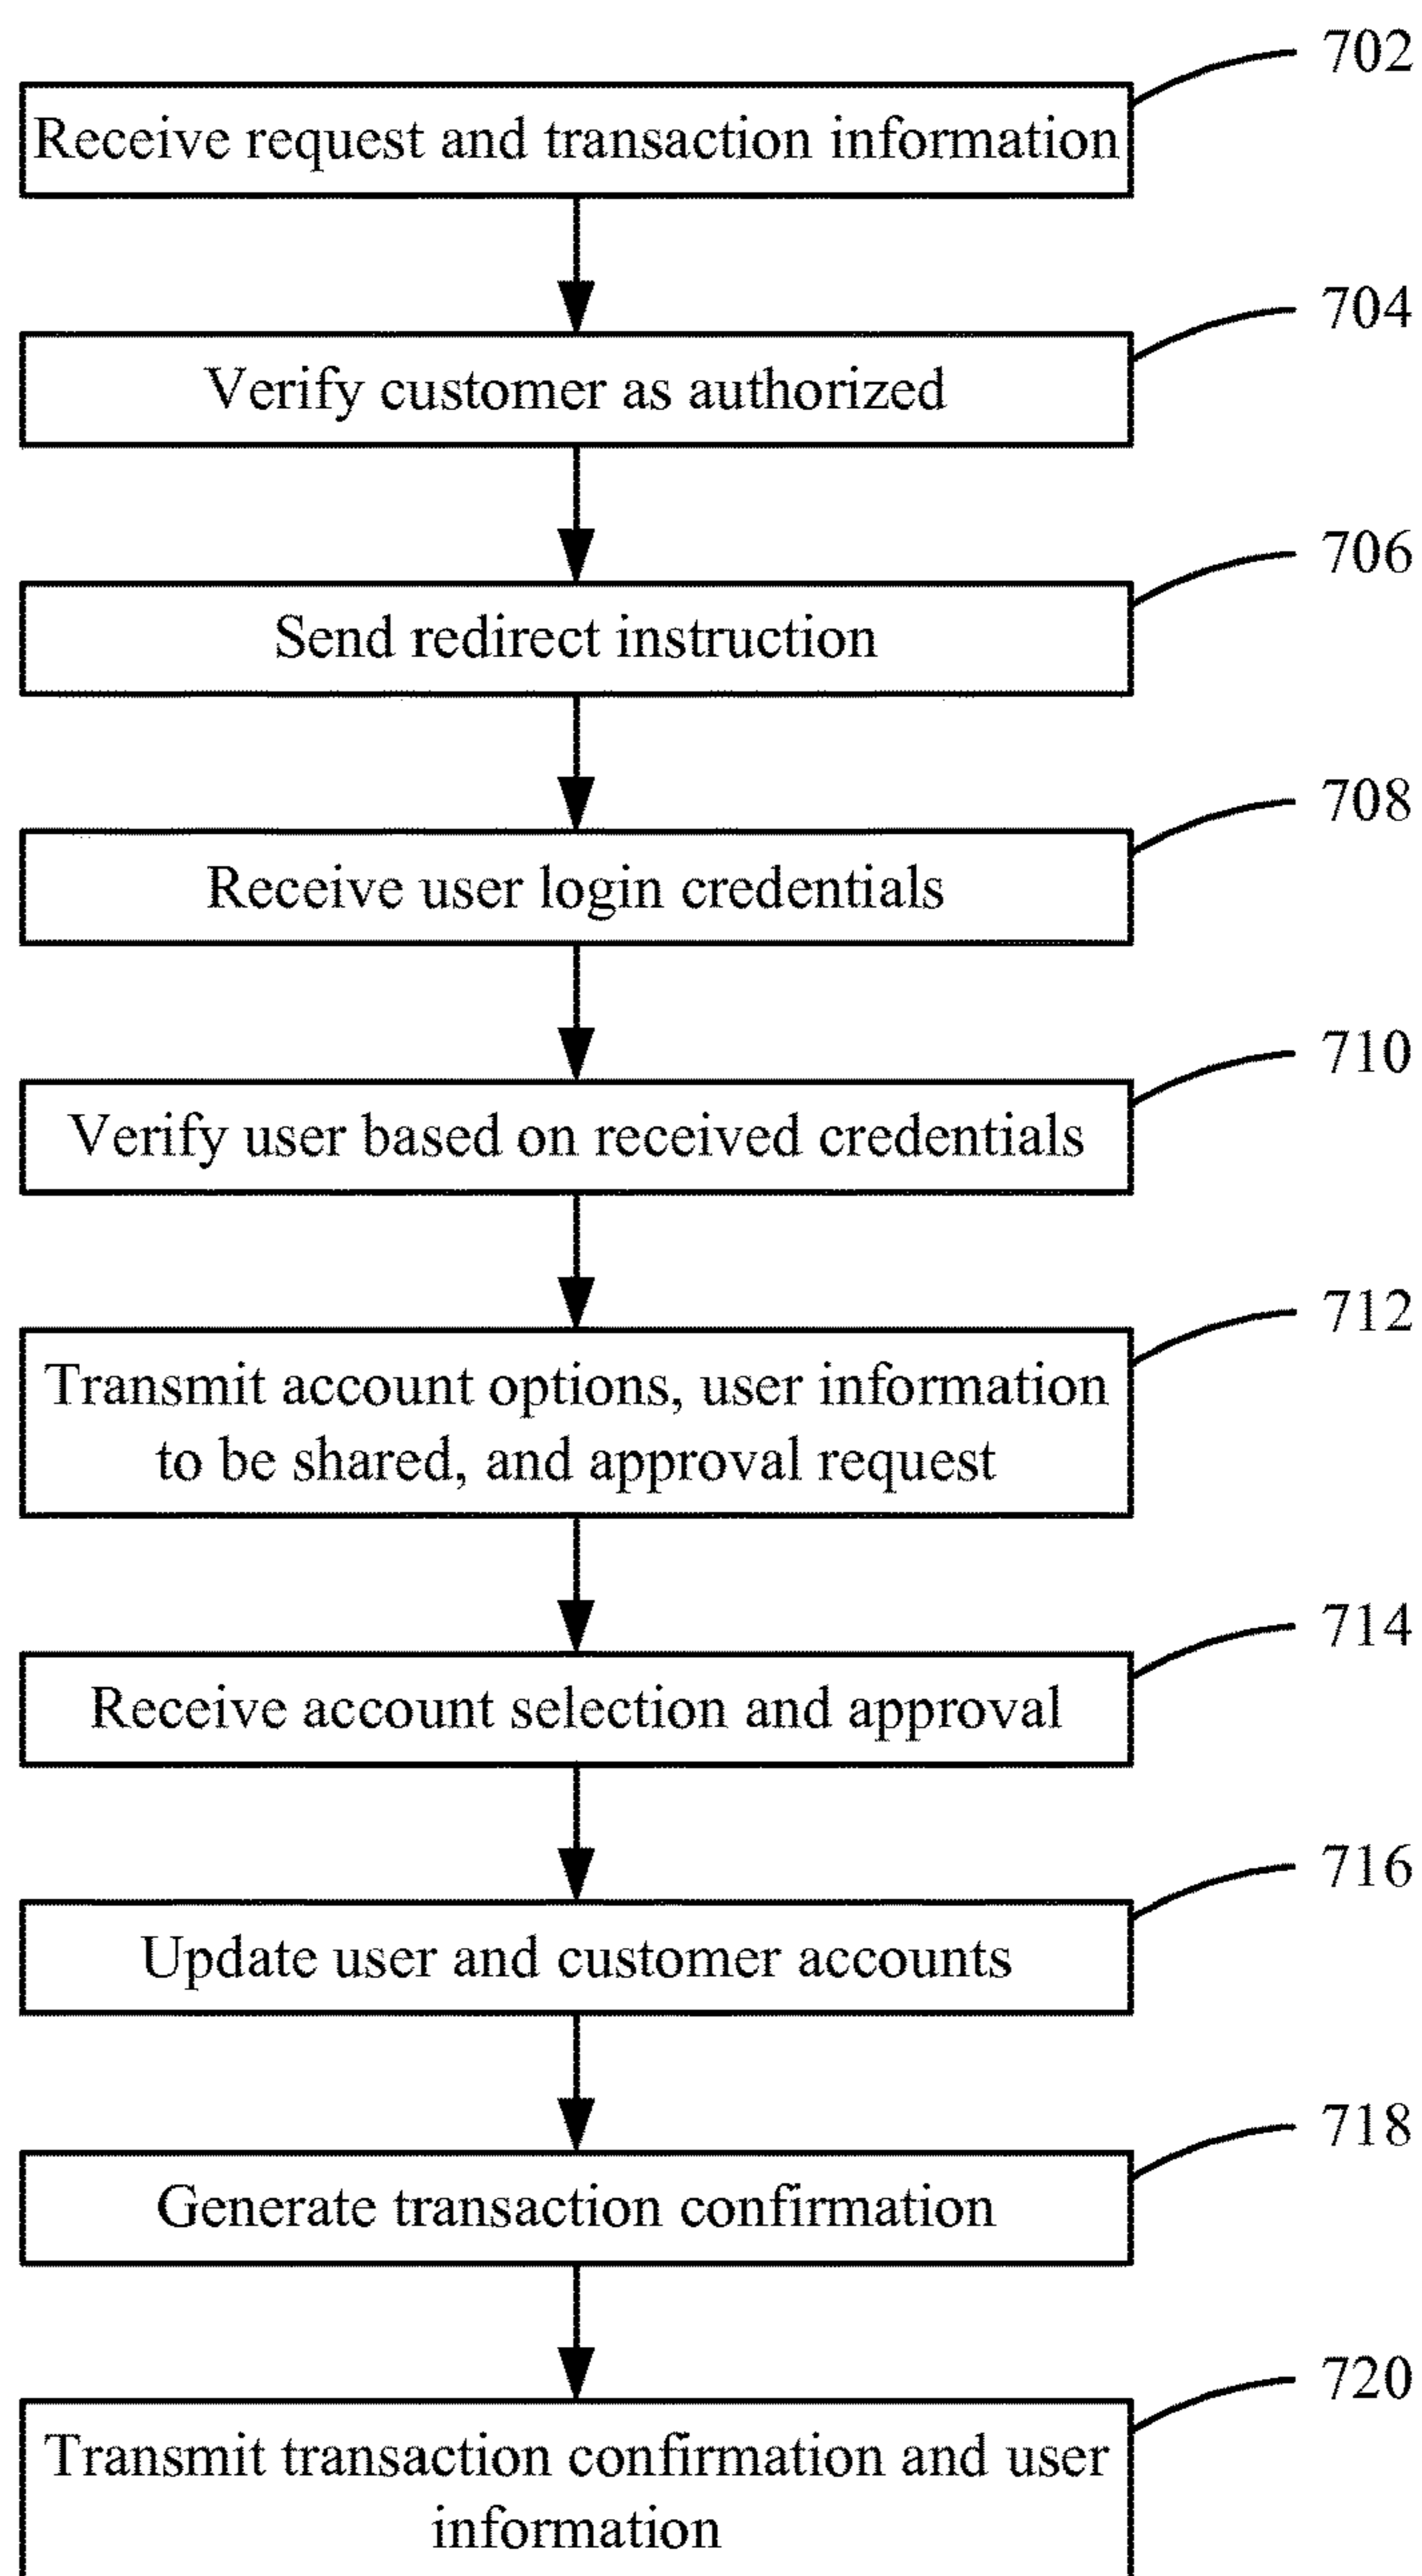 702
Receive request and transaction information
704
Verify customer as authorized
706
Send redirect instruction
708
Receive user login credentials
710
Verify user based on received credentials
712
Transmit account options, user information
to be shared, and approval request
714
Receive account selection and approval
716
Update user and customer accounts
718
Generate transaction confirmation
720
Transmit transaction confirmation and user
information